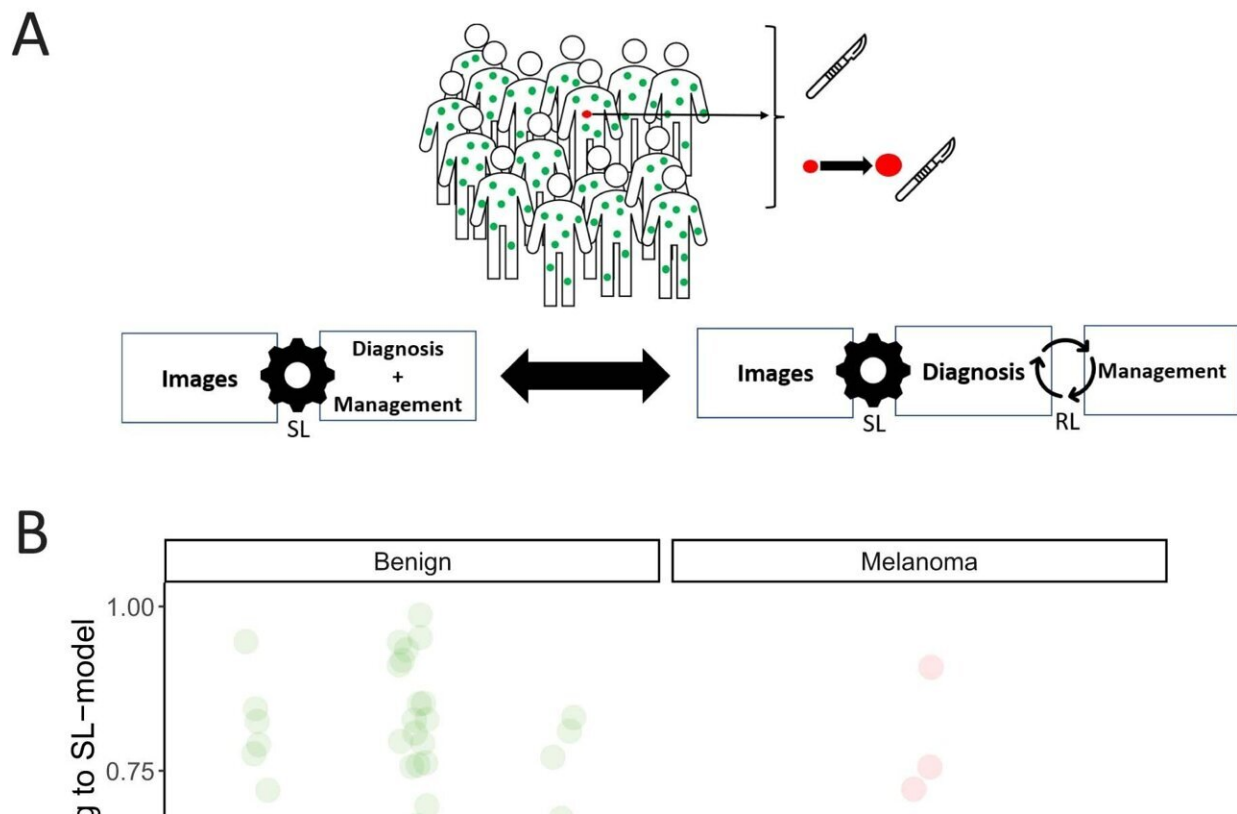 A
Images
SL
Diagnosis
+
Management
Images
SL
Diagnosis
RL
Management
B
Benign
Melanoma
1.00
0.75
to SL-model